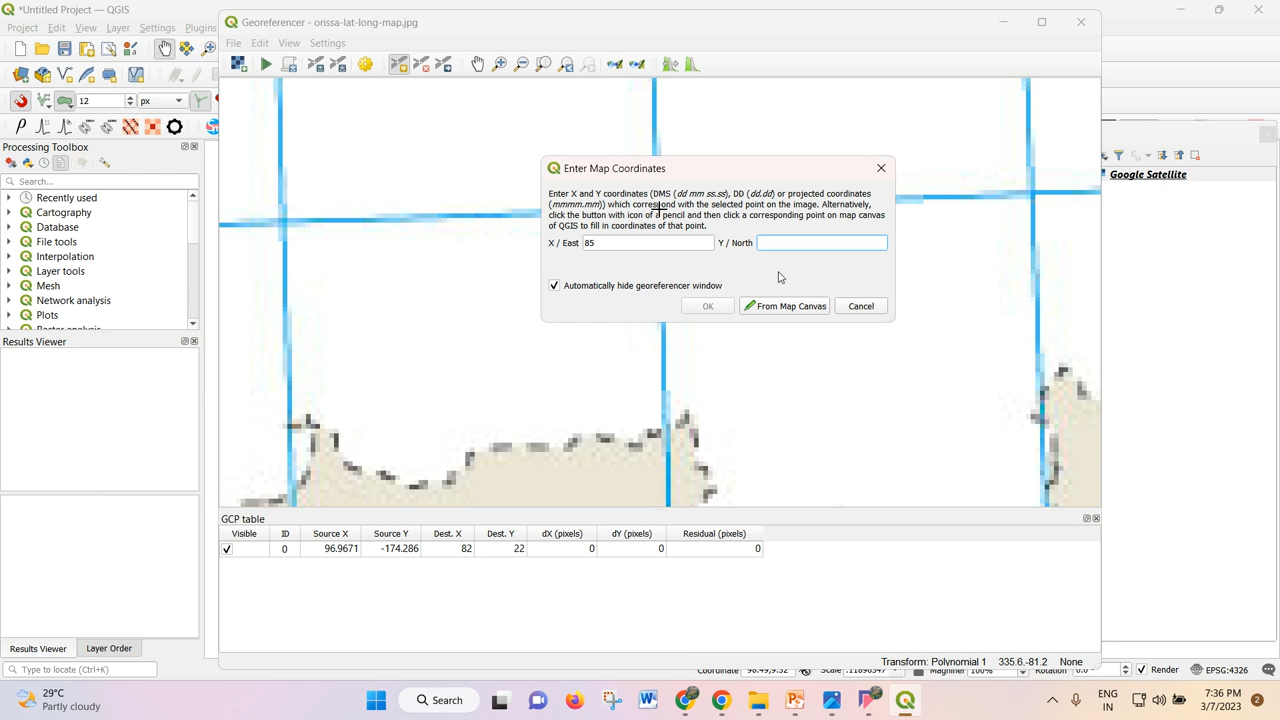 *Untitled Project — QGIS
Project Edit View Layer Settings Plugins
12 px
Processing Toolbox
Search...
Recently used
Cartography
Database
File tools
Interpolation
Layer tools
Mesh
Network analysis
Plots
Raster analysis
Results Viewer
Results Viewer Layer Order
Type to locate (Ctrl+K)
Georeferencer - orissa-lat-long-map.jpg
File Edit View Settings
Enter Map Coordinates
Enter X and Y coordinates (DMS (dd mm ss.ss), DD (dd.dd) or projected coordinates
(mmmm.mm)) which correspond with the selected point on the image. Alternatively,
click the button with icon of a pencil and then click a corresponding point on map canvas
of QGIS to fill in coordinates of that point.
X / East 85 Y / North
Automatically hide georeferencer window
OK From Map Canvas Cancel
GCP table
Visible ID Source X Source Y Dest. X Dest. Y dX (pixels) dY (pixels) Residual (pixels)
0 96.9671 -174.286 82 22 0 0 0
Transform: Polynomial 1 335.6,-81.2 None
Google Satellite
Coordinate Scale Magnifier 100% Rotation Render EPSG:4326
29°C
Partly cloudy
Search
ENG
IN
7:36 PM
3/7/2023
2